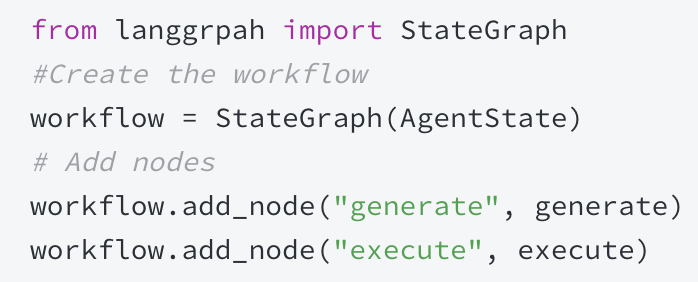 from langgrpah import StateGraph
#Create the workflow
workflow = StateGraph(AgentState)
# Add nodes
workflow.add_node("generate", generate)
workflow.add_node("execute", execute)